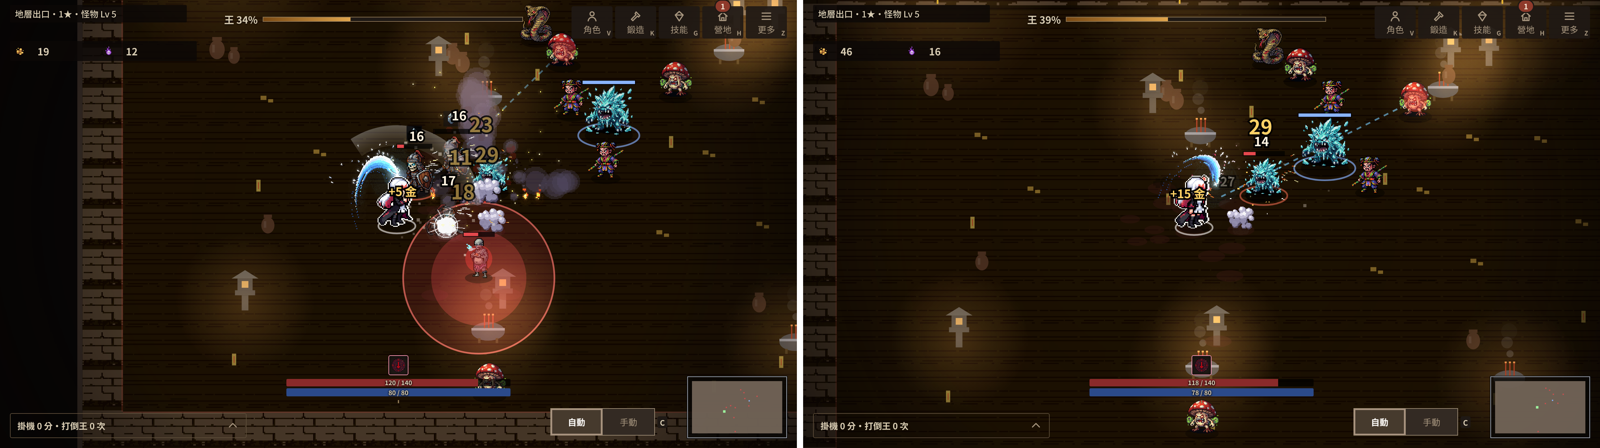 地層出口・1★・怪物 Lv 5
王 34%
1
角色 V
鍛造 K
技能 G
營地 H
更多 Z
19
12
16
23
16
11
29
17
18
+5 金
120 / 140
80 / 80
掛機 0 分・打倒王 0 次
自動
手動
C
地層出口・1★・怪物 Lv 5
王 39%
1
角色 V
鍛造 K
技能 G
營地 H
更多 Z
46
16
29
14
27
+15 金
118 / 140
78 / 80
掛機 0 分・打倒王 0 次
自動
手動
C